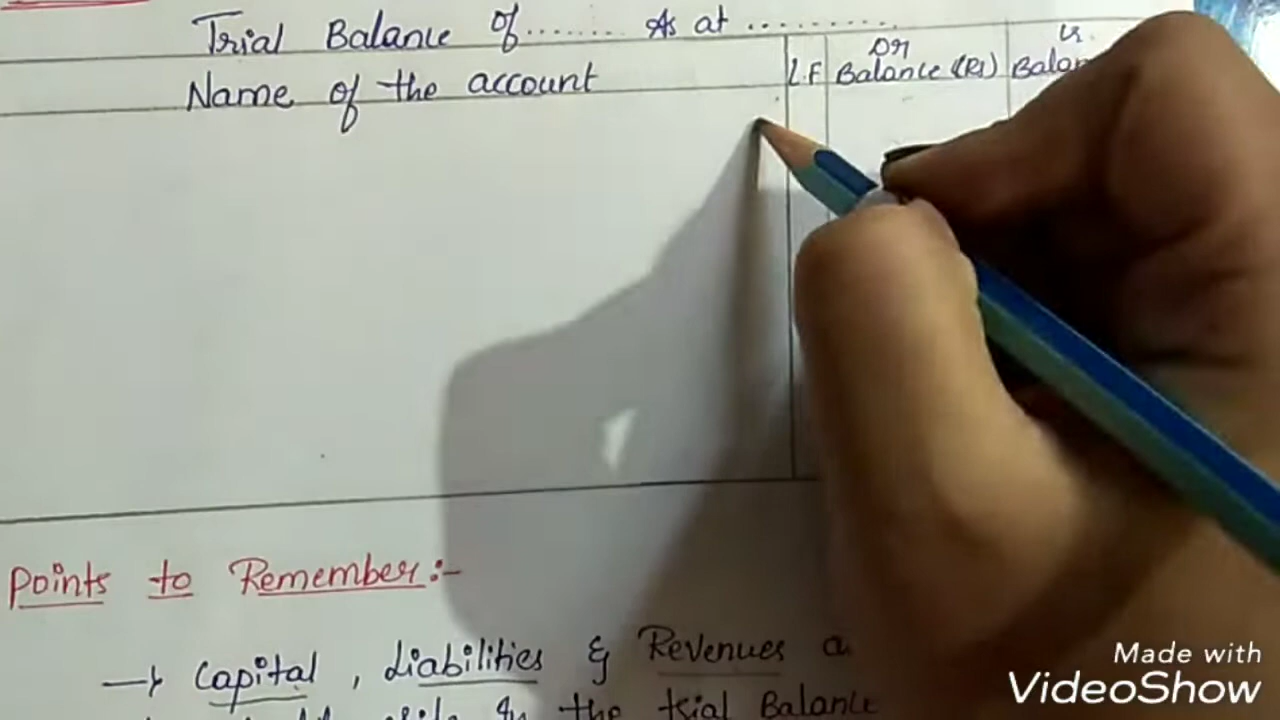 Trial Balance of........ As at ...........
Name of the account L.F Dr Balance (Rs) Cr.
Points to Remember:-
→ Capital, Liabilities & Revenues a
in the trial Balance
Made with
VideoShow